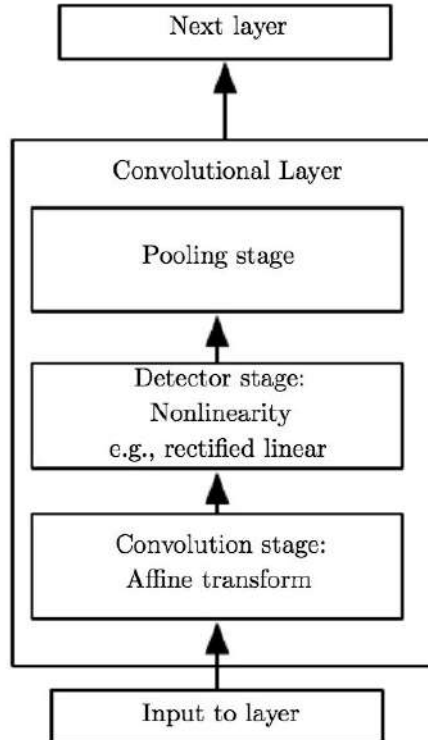 Next layer
Convolutional Layer
Pooling stage
Detector stage:
Nonlinearity
e.g., rectified linear
Convolution stage:
Affine transform
Input to layer